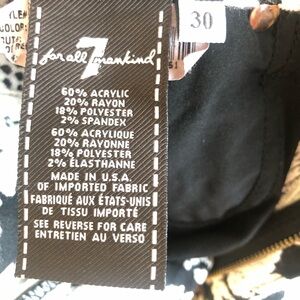 30
7
for all mankind
60% ACRYLIC
20% RAYON
18% POLYESTER
2% SPANDEX
60% ACRYLIQUE
20% RAYONNE
18% POLYESTER
2% ÉLASTHANNE
MADE IN U.S.A.
OF IMPORTED FABRIC
FABRIQUÉ AUX ÉTATS-UNIS
DE TISSU IMPORTÉ
SEE REVERSE FOR CARE
ENTRETIEN AU VERSO